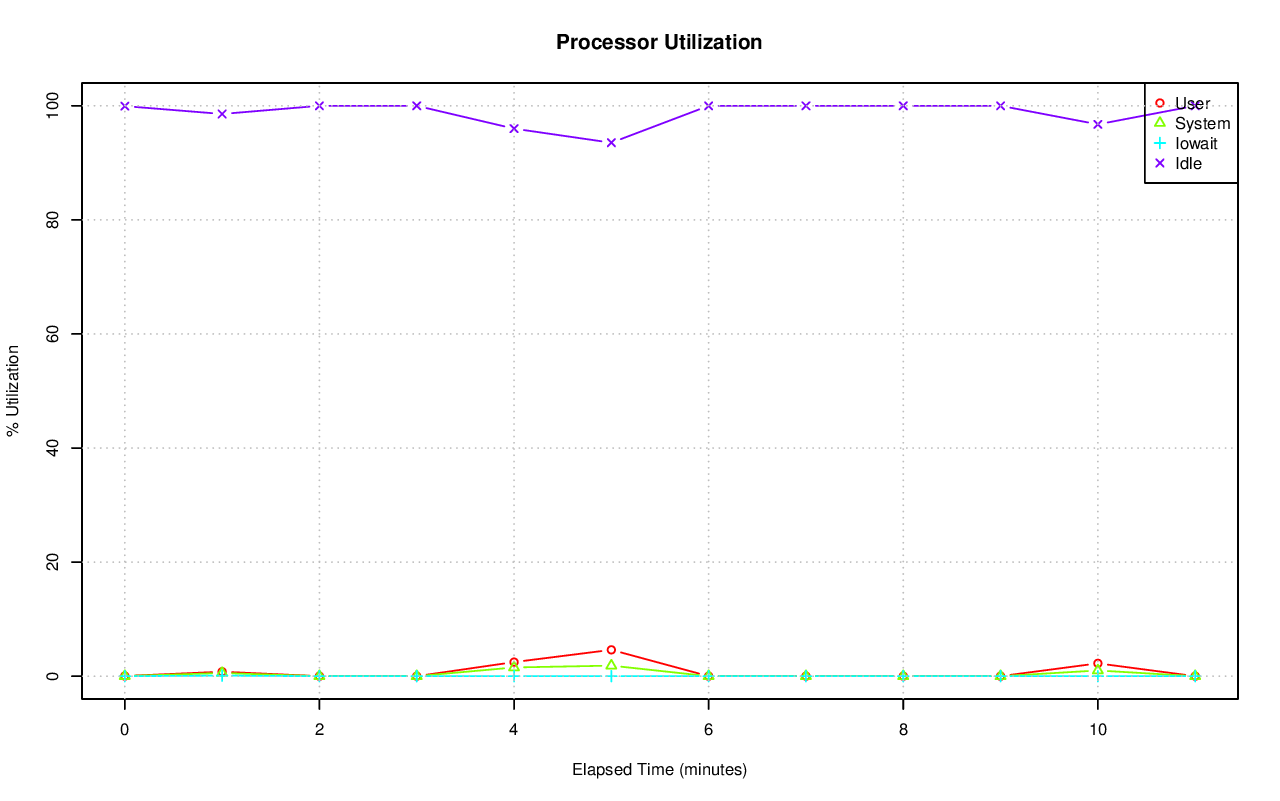 Processor Utilization
User
System
Iowait
Idle
% Utilization
100
80
60
40
20
0
0 2 4 6 8 10
Elapsed Time (minutes)